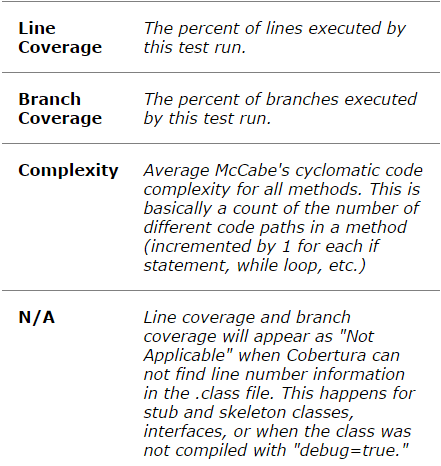 Line Coverage
The percent of lines executed by
this test run.
Branch Coverage
The percent of branches executed
by this test run.
Complexity
Average McCabe's cyclomatic code
complexity for all methods. This is
basically a count of the number of
different code paths in a method
(incremented by 1 for each if
statement, while loop, etc.)
N/A
Line coverage and branch
coverage will appear as "Not
Applicable" when Cobertura can
not find line number information
in the .class file. This happens for
stub and skeleton classes,
interfaces, or when the class was
not compiled with "debug=true."